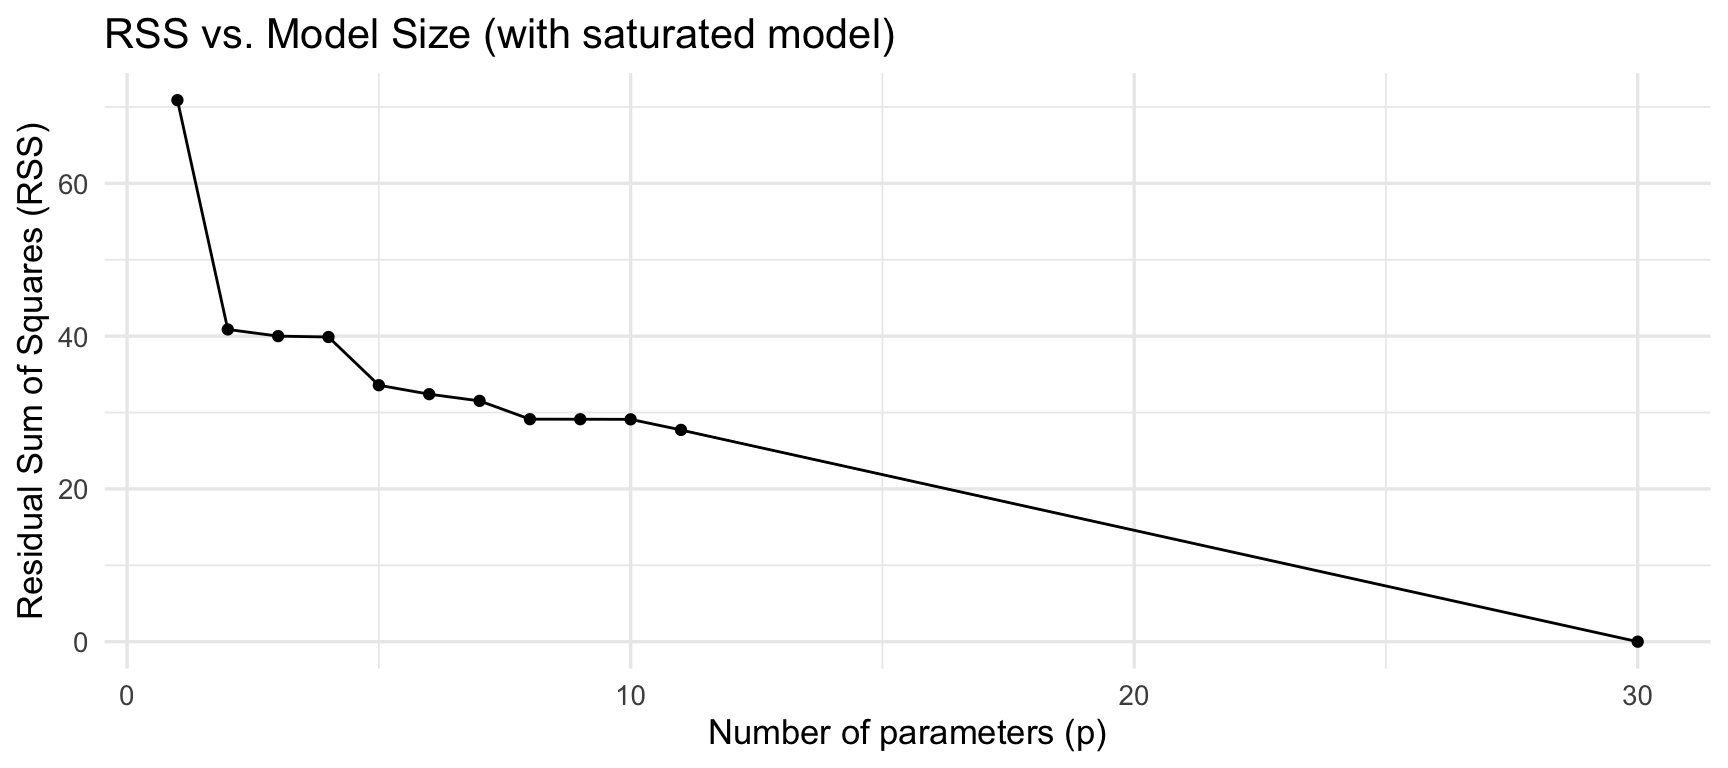 RSS vs. Model Size (with saturated model)
Residual Sum of Squares (RSS)
60
40
20
0
0
10
20
30
Number of parameters (p)